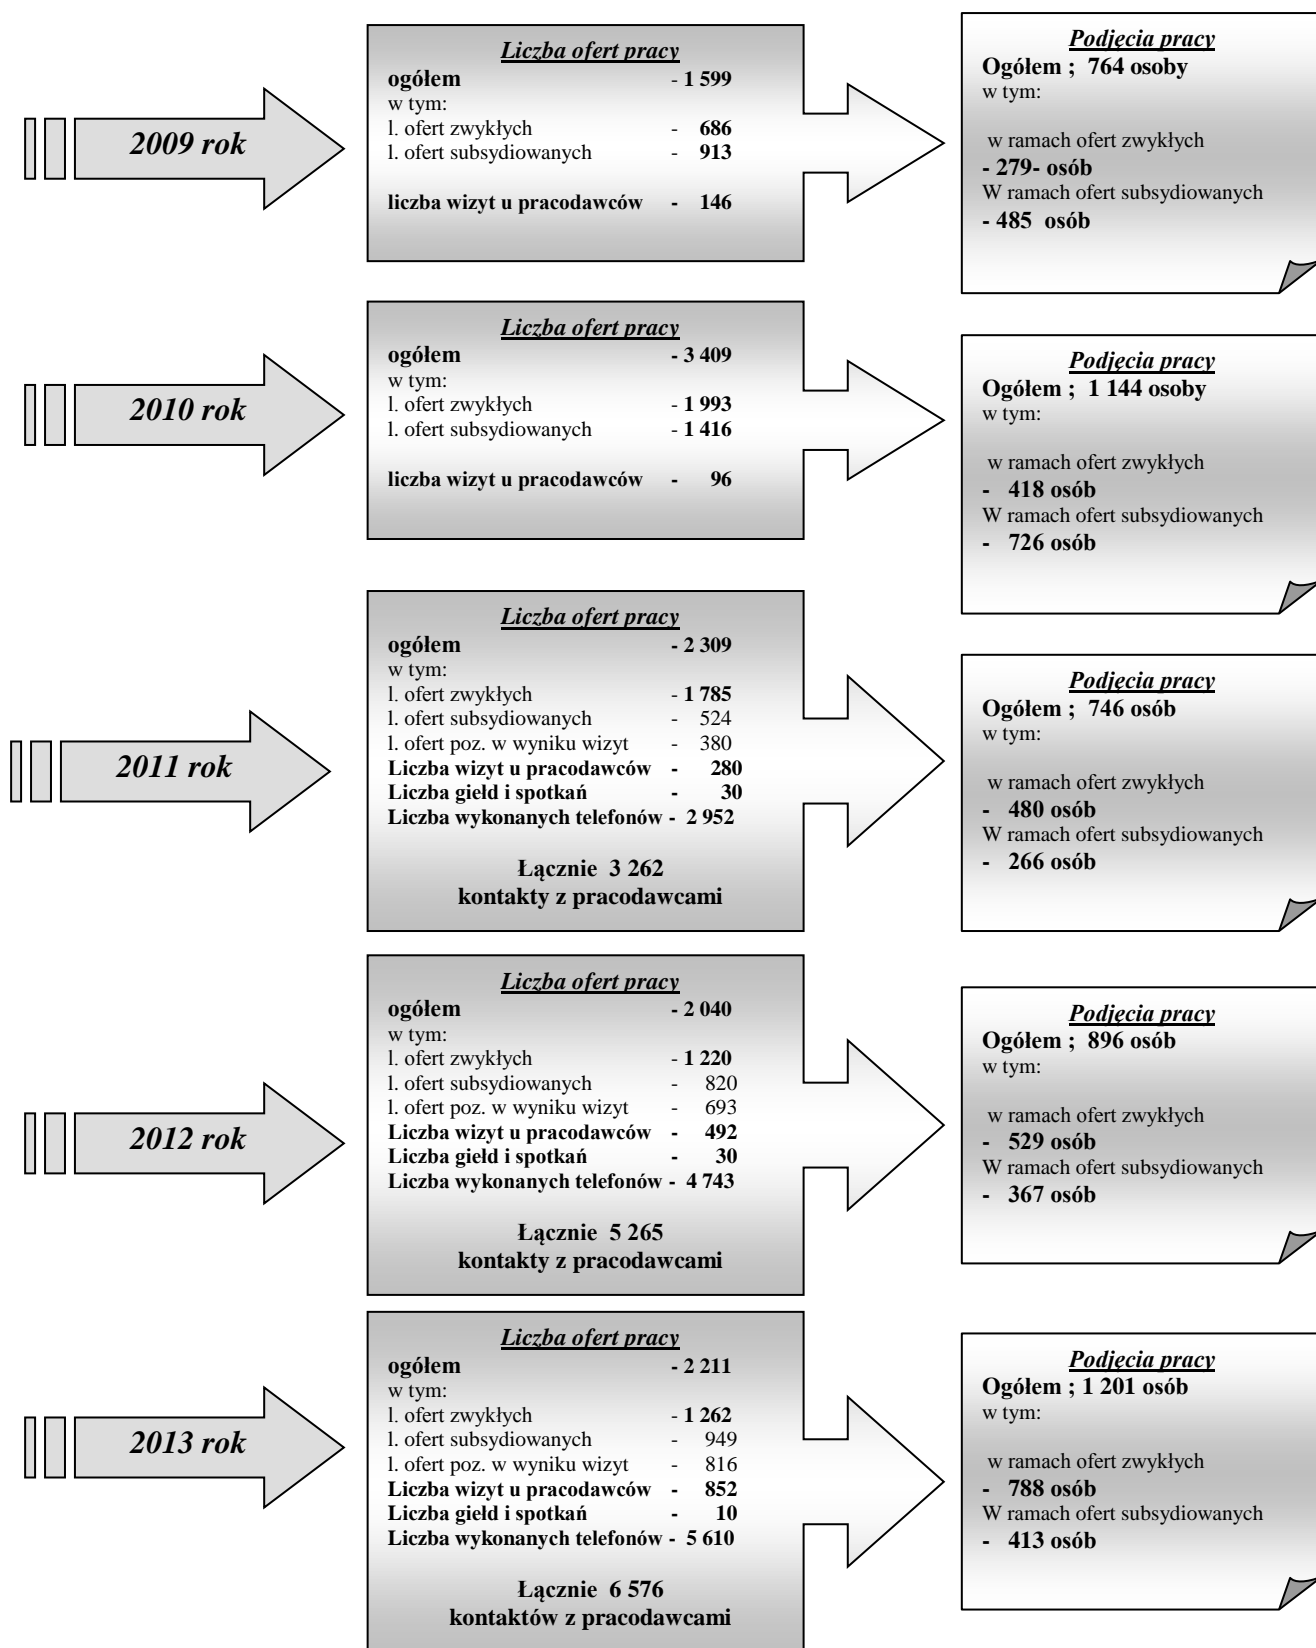 2009 rok
Liczba ofert pracy
ogółem - 1 599
w tym:
l. ofert zwykłych - 686
l. ofert subsydiowanych - 913
liczba wizyt u pracodawców - 146
Podjęcia pracy
Ogółem ; 764 osoby
w tym:
w ramach ofert zwykłych
- 279- osób
W ramach ofert subsydiowanych
- 485 osób
2010 rok
Liczba ofert pracy
ogółem - 3 409
w tym:
l. ofert zwykłych - 1 993
l. ofert subsydiowanych - 1 416
liczba wizyt u pracodawców - 96
Podjęcia pracy
Ogółem ; 1 144 osoby
w tym:
w ramach ofert zwykłych
- 418 osób
W ramach ofert subsydiowanych
- 726 osób
2011 rok
Liczba ofert pracy
ogółem - 2 309
w tym:
l. ofert zwykłych - 1 785
l. ofert subsydiowanych - 524
l. ofert poz. w wyniku wizyt - 380
Liczba wizyt u pracodawców - 280
Liczba giełd i spotkań - 30
Liczba wykonanych telefonów - 2 952
Łącznie 3 262
kontakty z pracodawcami
Podjęcia pracy
Ogółem ; 746 osób
w tym:
w ramach ofert zwykłych
- 480 osób
W ramach ofert subsydiowanych
- 266 osób
2012 rok
Liczba ofert pracy
ogółem - 2 040
w tym:
l. ofert zwykłych - 1 220
l. ofert subsydiowanych - 820
l. ofert poz. w wyniku wizyt - 693
Liczba wizyt u pracodawców - 492
Liczba giełd i spotkań - 30
Liczba wykonanych telefonów - 4 743
Łącznie 5 265
kontakty z pracodawcami
Podjęcia pracy
Ogółem ; 896 osób
w tym:
w ramach ofert zwykłych
- 529 osób
W ramach ofert subsydiowanych
- 367 osób
2013 rok
Liczba ofert pracy
ogółem - 2 211
w tym:
l. ofert zwykłych - 1 262
l. ofert subsydiowanych - 949
l. ofert poz. w wyniku wizyt - 816
Liczba wizyt u pracodawców - 852
Liczba giełd i spotkań - 10
Liczba wykonanych telefonów - 5 610
Łącznie 6 576
kontaktów z pracodawcami
Podjęcia pracy
Ogółem ; 1 201 osób
w tym:
w ramach ofert zwykłych
- 788 osób
W ramach ofert subsydiowanych
- 413 osób